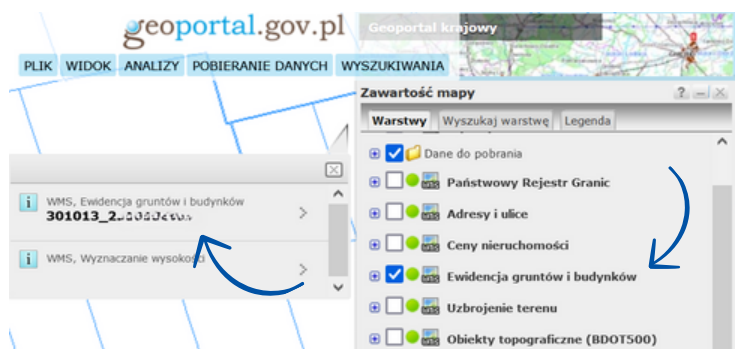 geoportal.gov.pl
Geoportal krajowy
PLIK WIDOK ANALIZY POBIERANIE DANYCH WYSZUKIWANIA
Zawartość mapy
Warstwy Wyszukaj warstwę Legenda
Dane do pobrania
Państwowy Rejestr Granic
Adresy i ulice
Ceny nieruchomości
Ewidencja gruntów i budynków
Uzbrojenie terenu
Obiekty topograficzne (BDOT500)
WMS, Ewidencja gruntów i budynków
301013_2.
WMS, Wyznaczanie wysokości